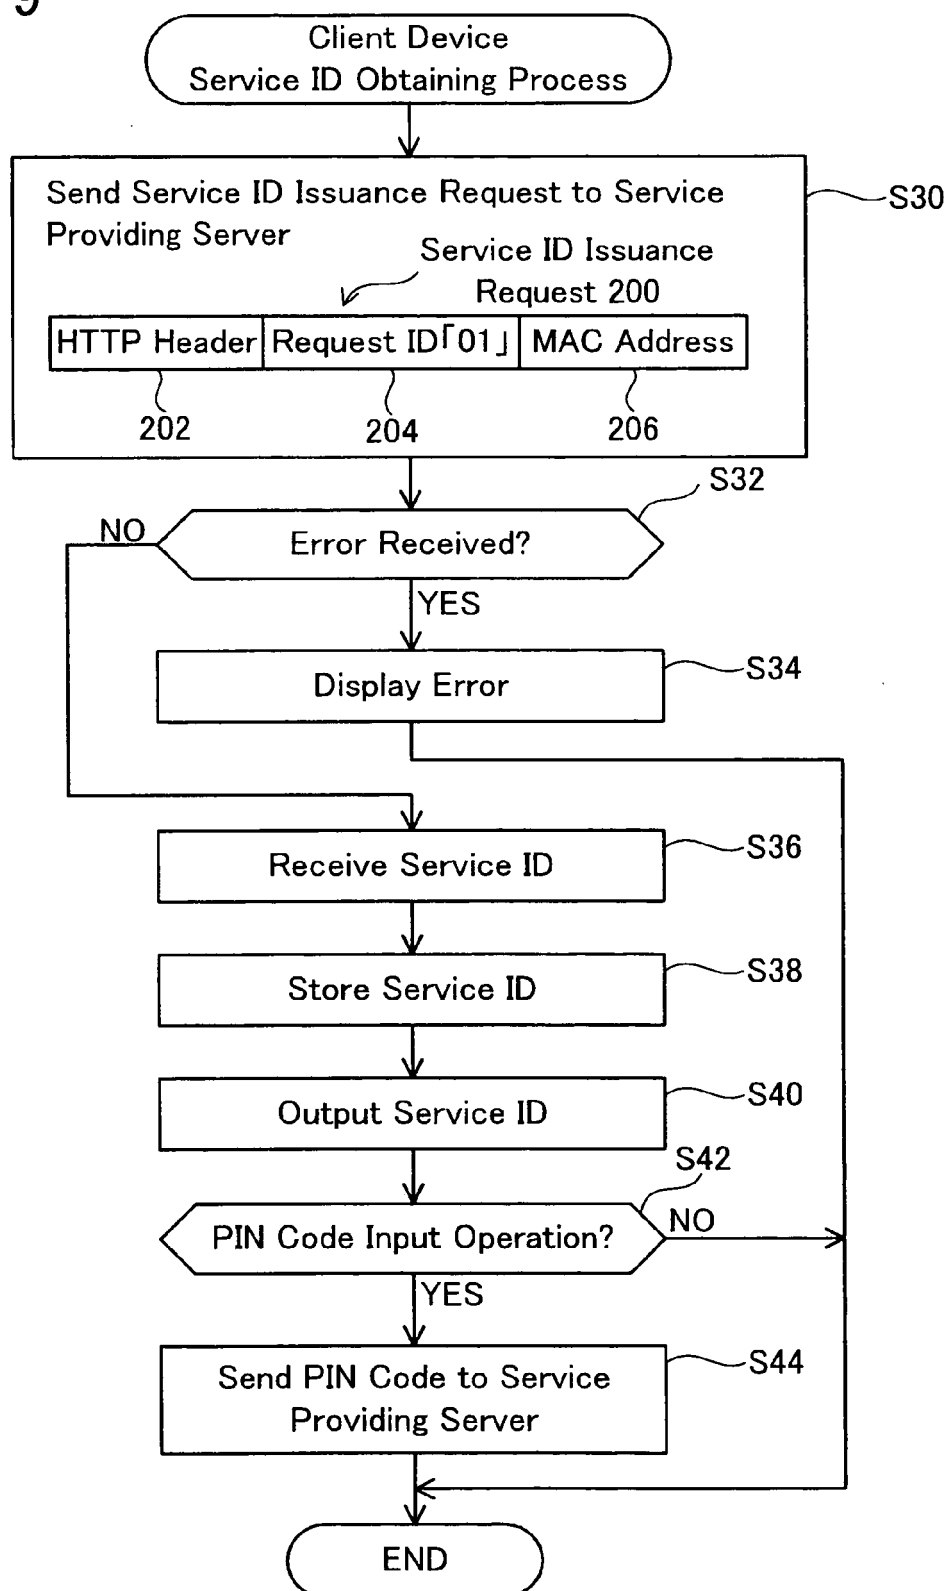 9
Client Device
Service ID Obtaining Process
Send Service ID Issuance Request to Service
Providing Server
S30
Service ID Issuance
Request 200
HTTP Header
Request ID「01」
MAC Address
202
204
206
S32
NO
Error Received?
YES
Display Error
S34
Receive Service ID
S36
Store Service ID
S38
Output Service ID
S40
S42
PIN Code Input Operation?
NO
YES
Send PIN Code to Service
Providing Server
S44
END